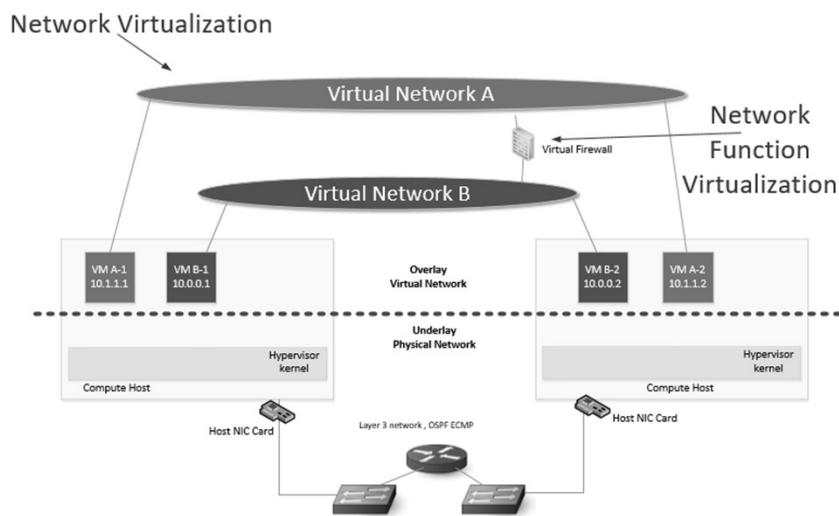 Network Virtualization
Virtual Network A
Network
Function
Virtualization
Virtual Firewall
Virtual Network B
VM A-1
10.1.1.1
VM B-1
10.0.0.1
Overlay
Virtual Network
VM B-2
10.0.0.2
VM A-2
10.1.1.2
Underlay
Physical Network
Hypervisor
kernel
Compute Host
Hypervisor
kernel
Compute Host
Host NIC Card
Layer 3 network , OSPF ECMP
Host NIC Card